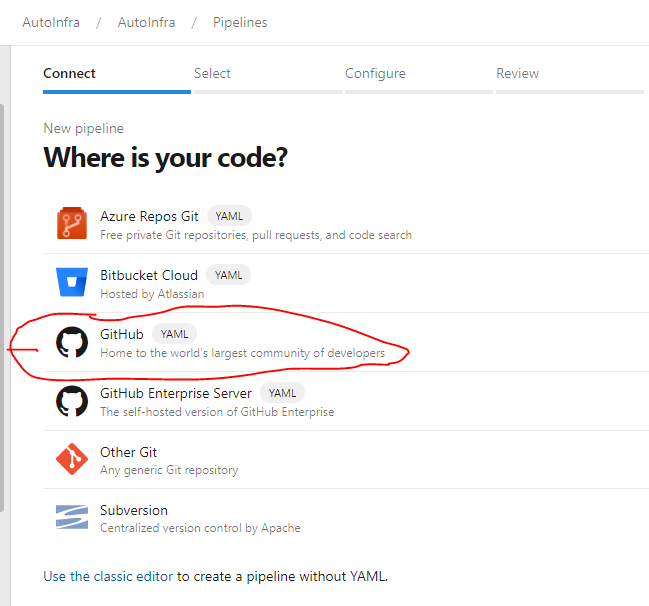 AutoInfra / AutoInfra / Pipelines
Connect Select Configure Review
New pipeline
Where is your code?
Azure Repos Git YAML
Free private Git repositories, pull requests, and code search
Bitbucket Cloud YAML
Hosted by Atlassian
GitHub YAML
Home to the world's largest community of developers
GitHub Enterprise Server YAML
The self-hosted version of GitHub Enterprise
Other Git
Any generic Git repository
Subversion
Centralized version control by Apache
Use the classic editor to create a pipeline without YAML.